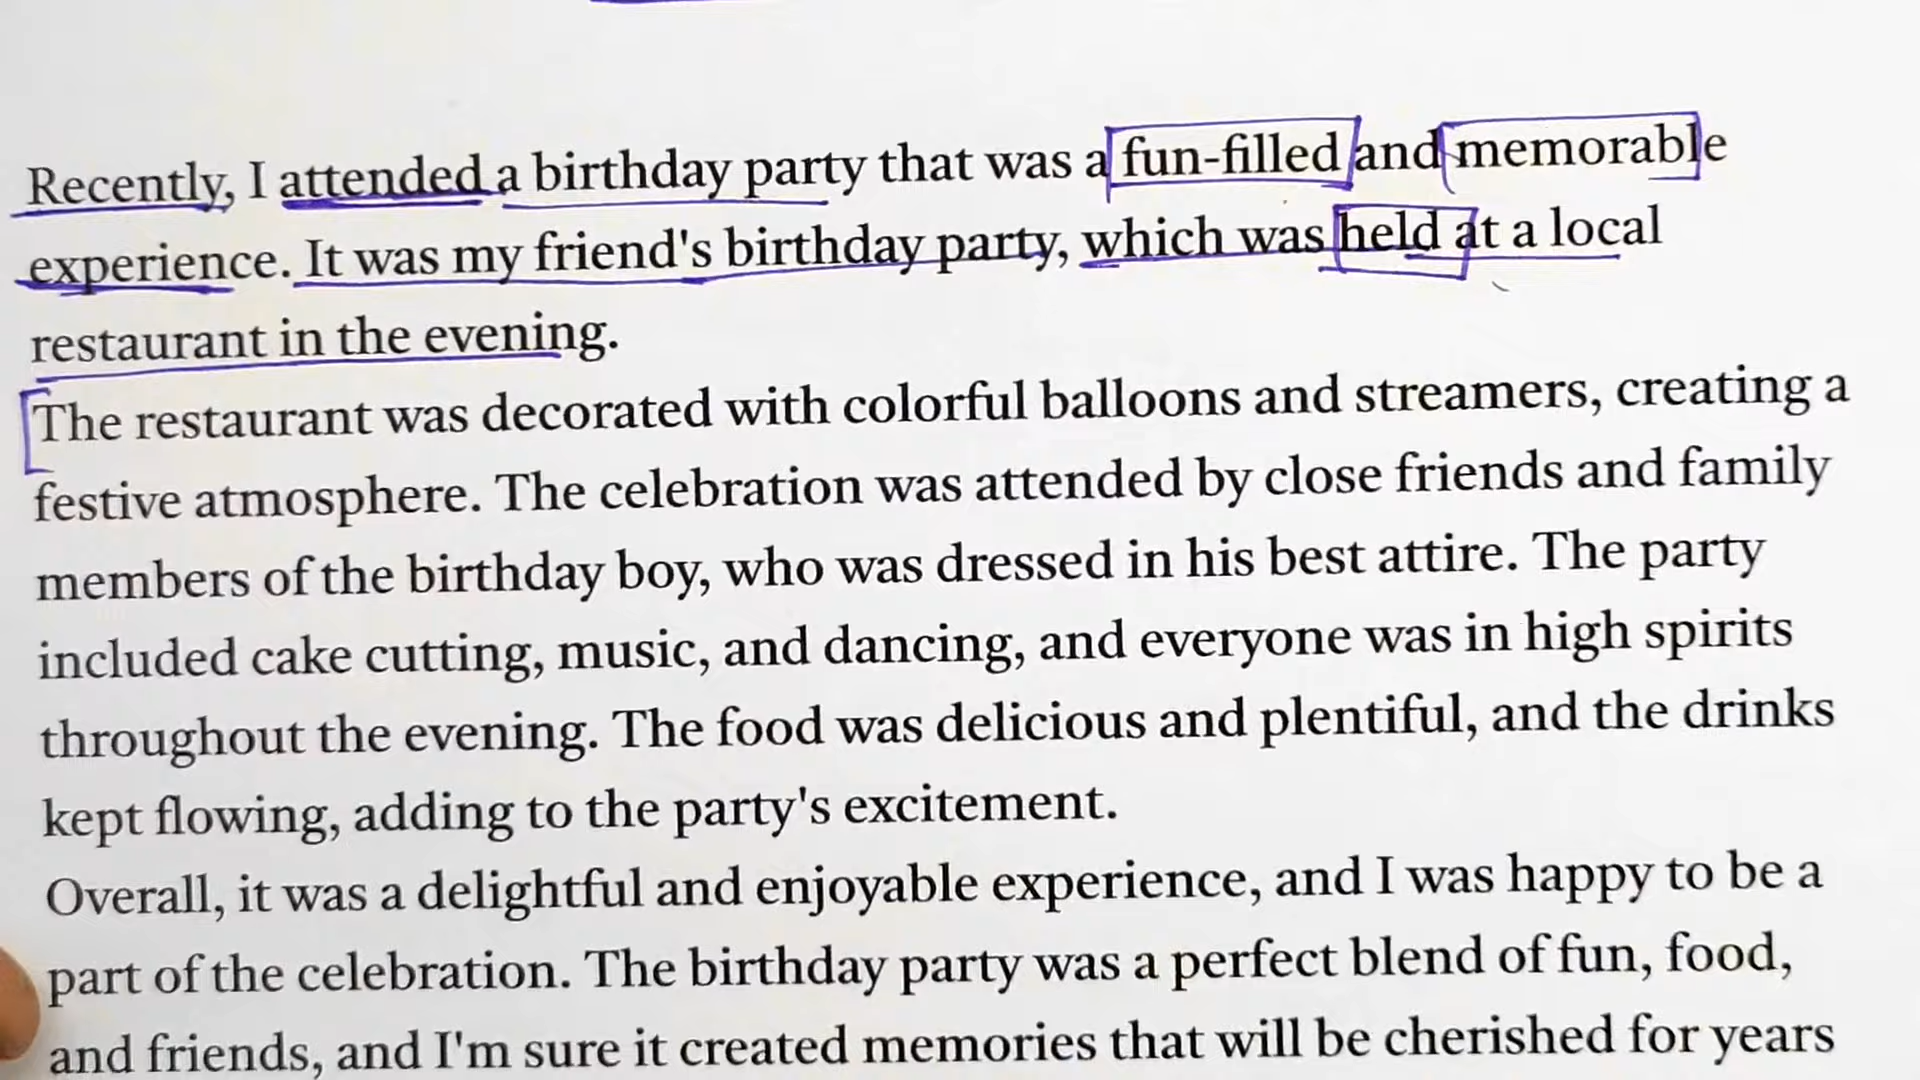 Recently, I attended a birthday party that was a fun-filled and memorable
experience. It was my friend's birthday party, which was held at a local
restaurant in the evening.
The restaurant was decorated with colorful balloons and streamers, creating a
festive atmosphere. The celebration was attended by close friends and family
members of the birthday boy, who was dressed in his best attire. The party
included cake cutting, music, and dancing, and everyone was in high spirits
throughout the evening. The food was delicious and plentiful, and the drinks
kept flowing, adding to the party's excitement.
Overall, it was a delightful and enjoyable experience, and I was happy to be a
part of the celebration. The birthday party was a perfect blend of fun, food,
and friends, and I'm sure it created memories that will be cherished for years